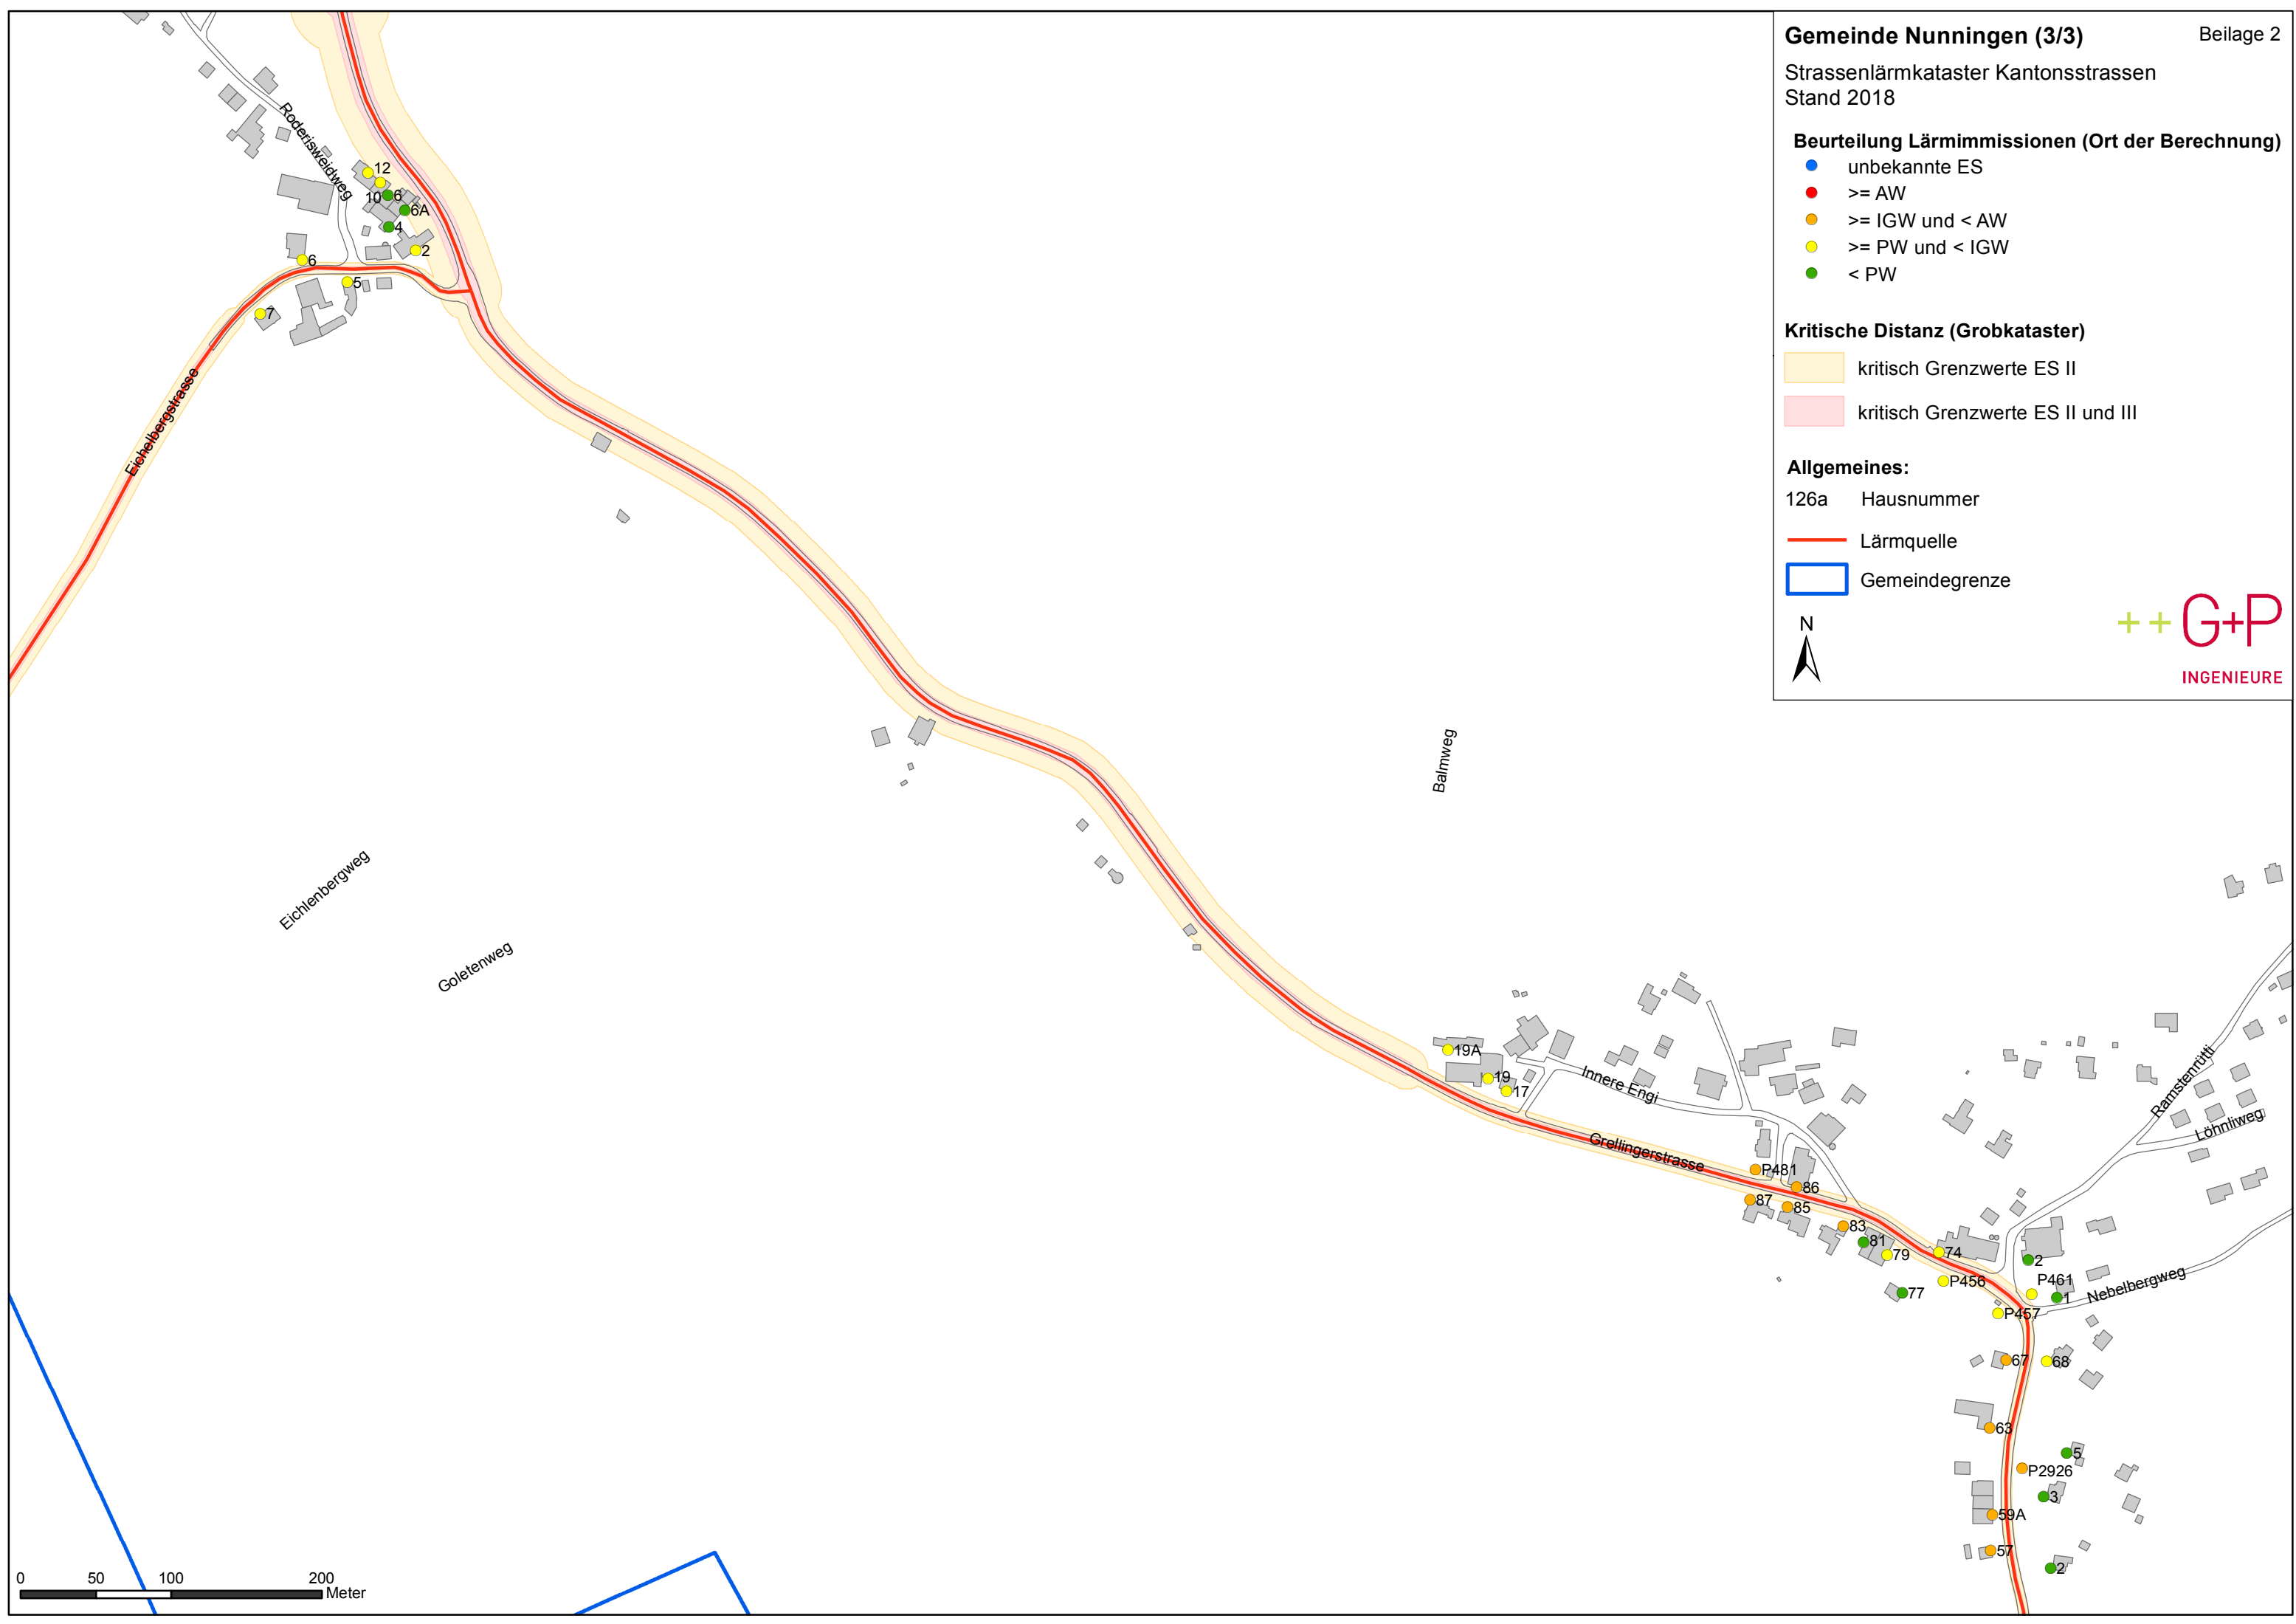 Gemeinde Nunningen (3/3)
Beilage 2
Strassenlärmkataster Kantonsstrassen
Stand 2018
Beurteilung Lärmimmissionen (Ort der Berechnung)
unbekannte ES
>= AW
>= IGW und < AW
>= PW und < IGW
< PW
Kritische Distanz (Grobkataster)
kritisch Grenzwerte ES II
kritisch Grenzwerte ES II und III
Allgemeines:
126a Hausnummer
Lärmquelle
Gemeindegrenze
N
++G+P
INGENIEURE
Roderisweidweg
12
10
6
6A
4
2
6
5
7
Eichelbergstrasse
Balmweg
Eichlenbergweg
Goletenweg
19A
19
17
Innere Engi
Grellingerstrasse
Ramstenrütti
Löhnliweg
P481
86
87
85
83
81
79
74
2
P456
P461
77
1
Nebelbergweg
P457
67
68
63
5
P2926
3
59A
57
2
0 50 100 200
Meter